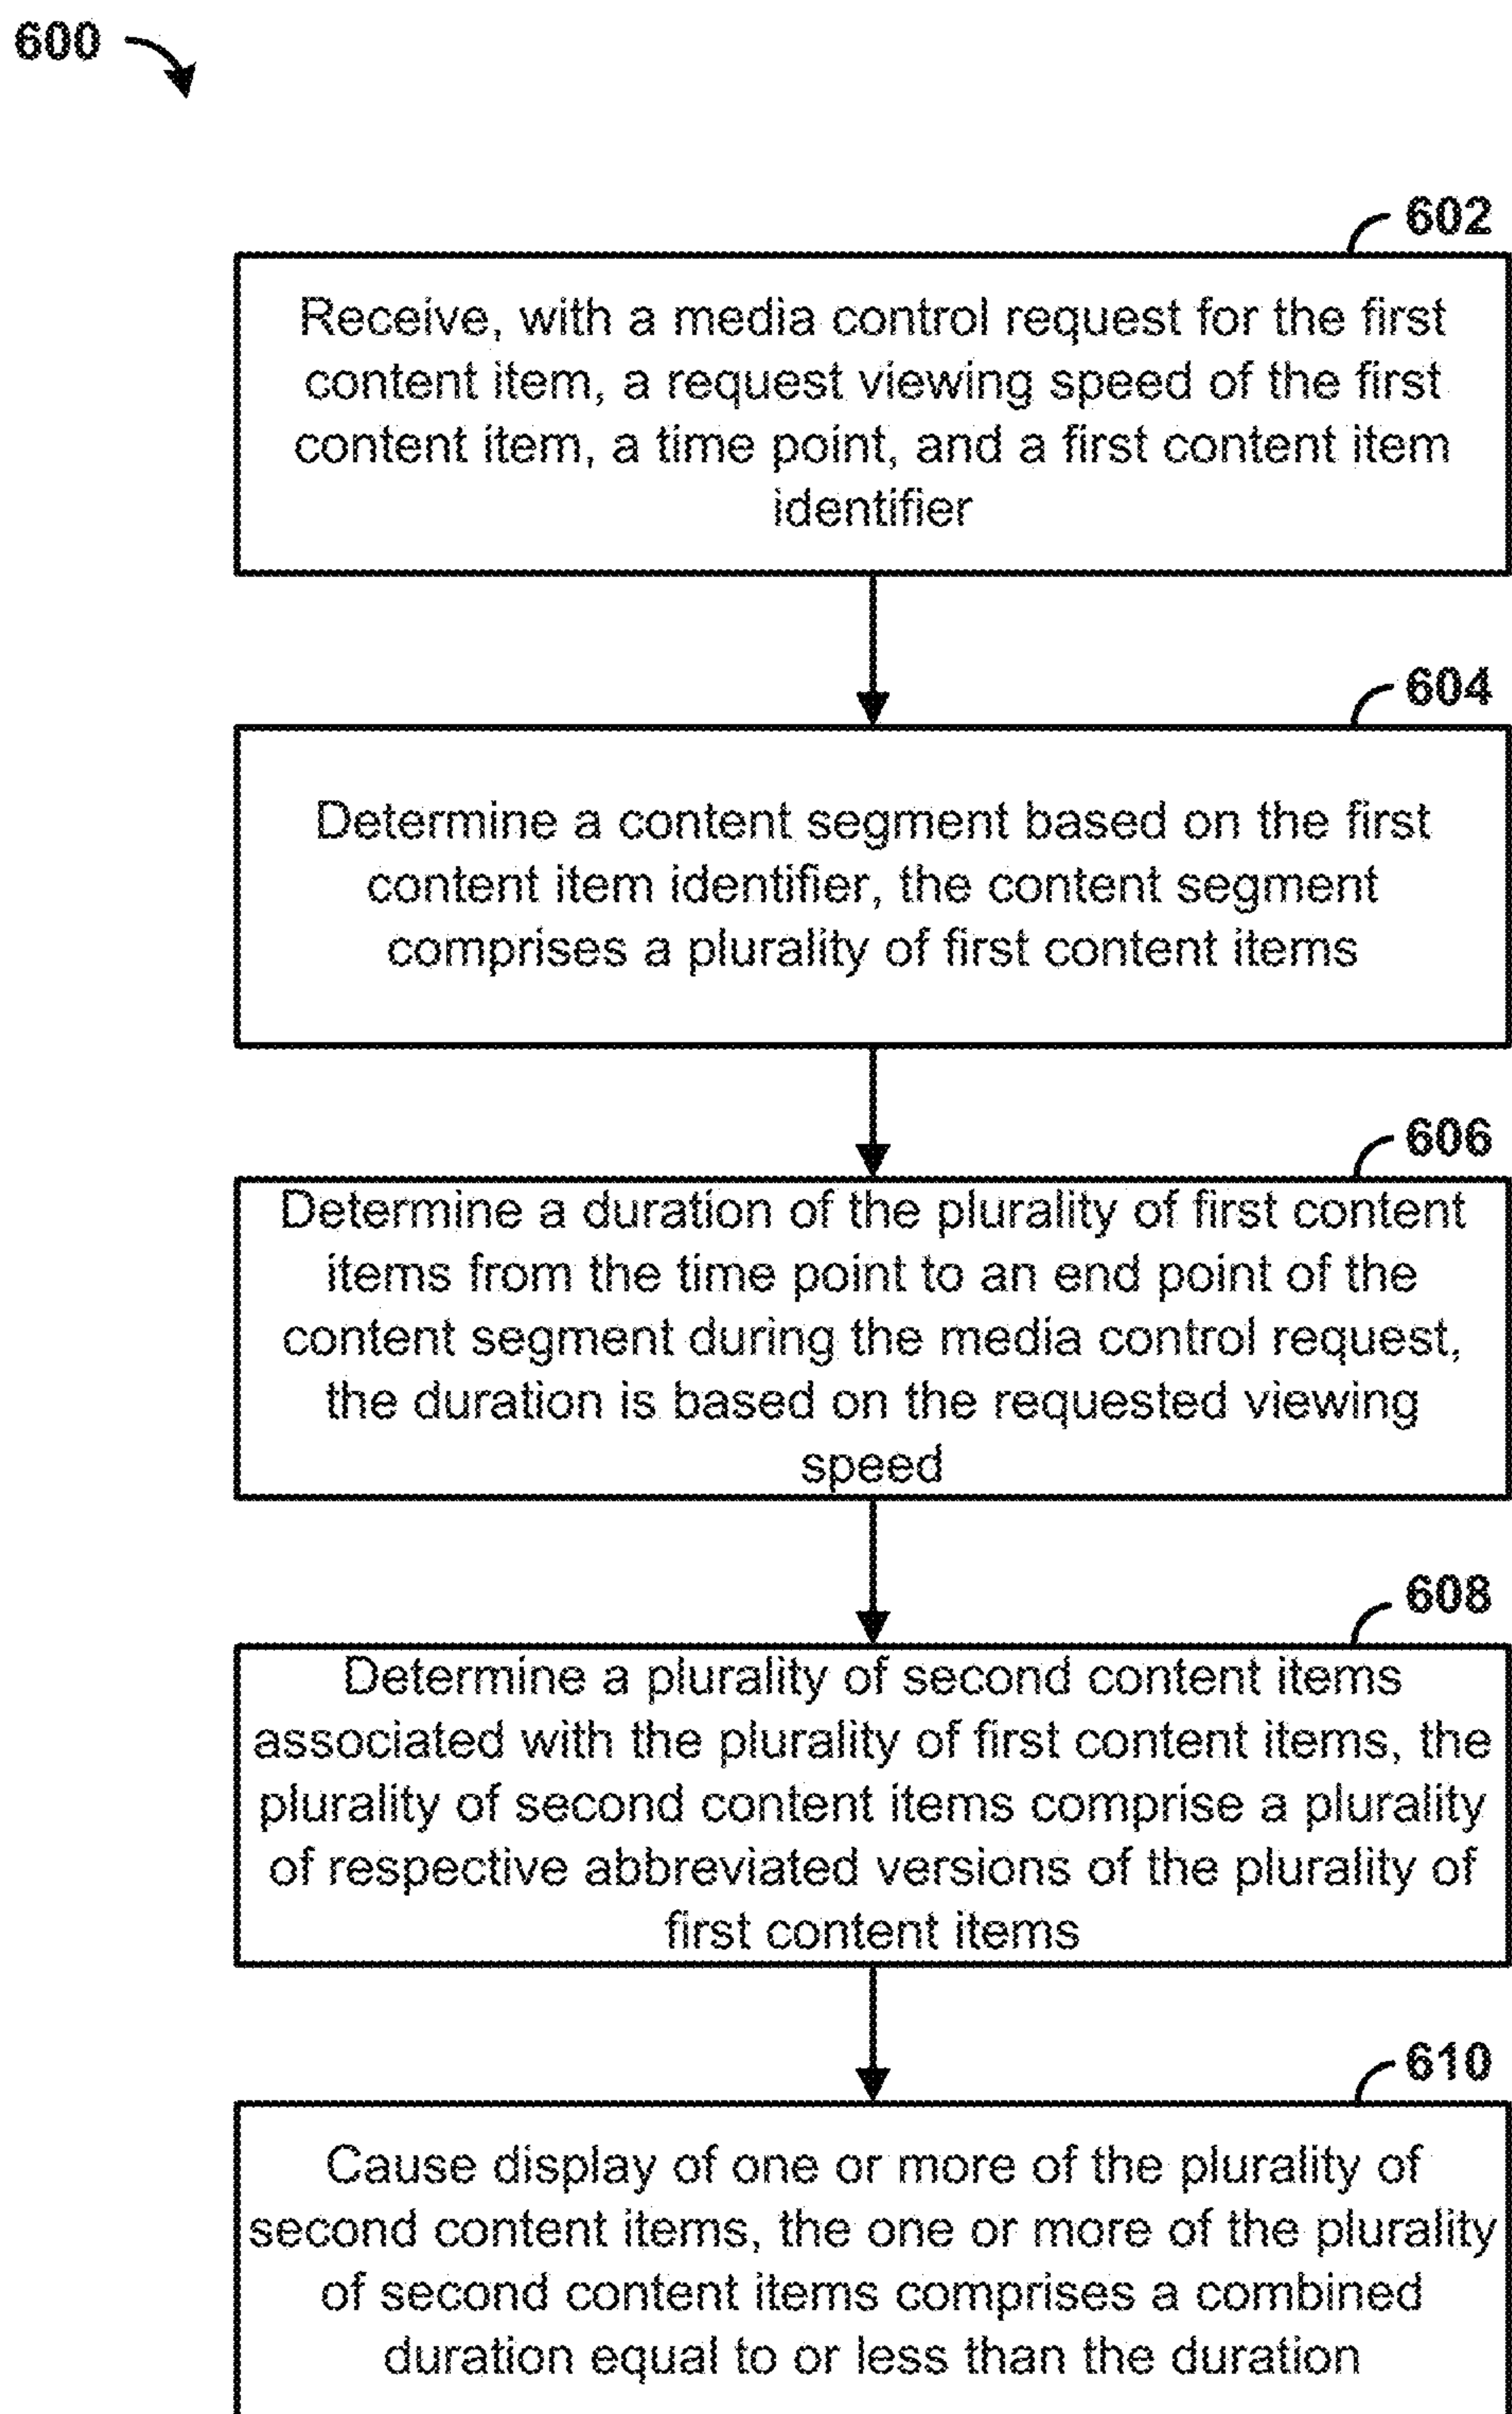 600
602
Receive, with a media control request for the first
content item, a request viewing speed of the first
content item, a time point, and a first content item
identifier
604
Determine a content segment based on the first
content item identifier, the content segment
comprises a plurality of first content items
606
Determine a duration of the plurality of first content
items from the time point to an end point of the
content segment during the media control request,
the duration is based on the requested viewing
speed
608
Determine a plurality of second content items
associated with the plurality of first content items, the
plurality of second content items comprise a plurality
of respective abbreviated versions of the plurality of
first content items
610
Cause display of one or more of the plurality of
second content items, the one or more of the plurality
of second content items comprises a combined
duration equal to or less than the duration